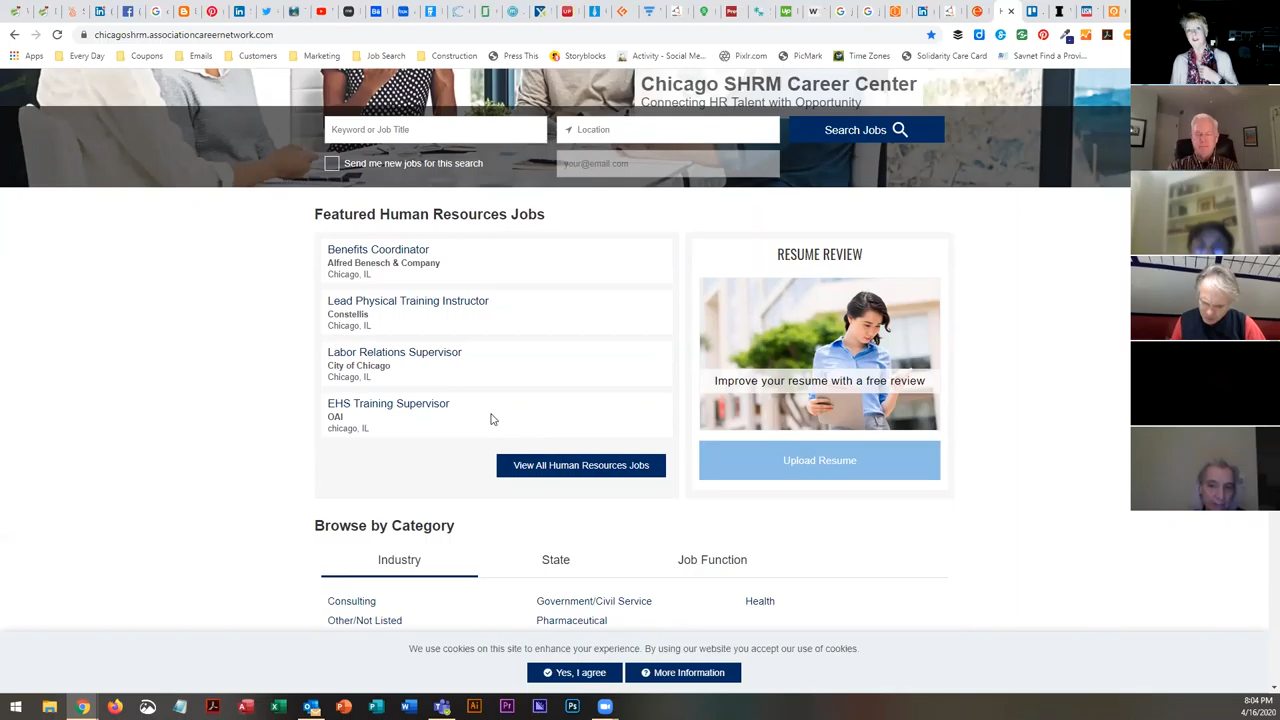 chicagoshrm.associationcareernetwork.com
Apps
Every Day
Coupons
Emails
Customers
Marketing
Job Search
Construction
Press This
Storyblocks
Activity - Social Me...
Pixlr.com
PicMark
Time Zones
Solidarity Care Card
Savnet Find a Provi...
Chicago SHRM Career Center
Connecting HR Talent with Opportunity
Keyword or Job Title
Location
Search Jobs
Send me new jobs for this search
your@email.com
Featured Human Resources Jobs
Benefits Coordinator
Alfred Benesch & Company
Chicago, IL
Lead Physical Training Instructor
Constellis
Chicago, IL
Labor Relations Supervisor
City of Chicago
Chicago, IL
EHS Training Supervisor
OAI
chicago, IL
View All Human Resources Jobs
RESUME REVIEW
Improve your resume with a free review
Upload Resume
Browse by Category
Industry
State
Job Function
Consulting
Government/Civil Service
Health
Other/Not Listed
Pharmaceutical
We use cookies on this site to enhance your experience. By using our website you accept our use of cookies.
Yes, I agree
More Information
8:04 PM
4/16/2020